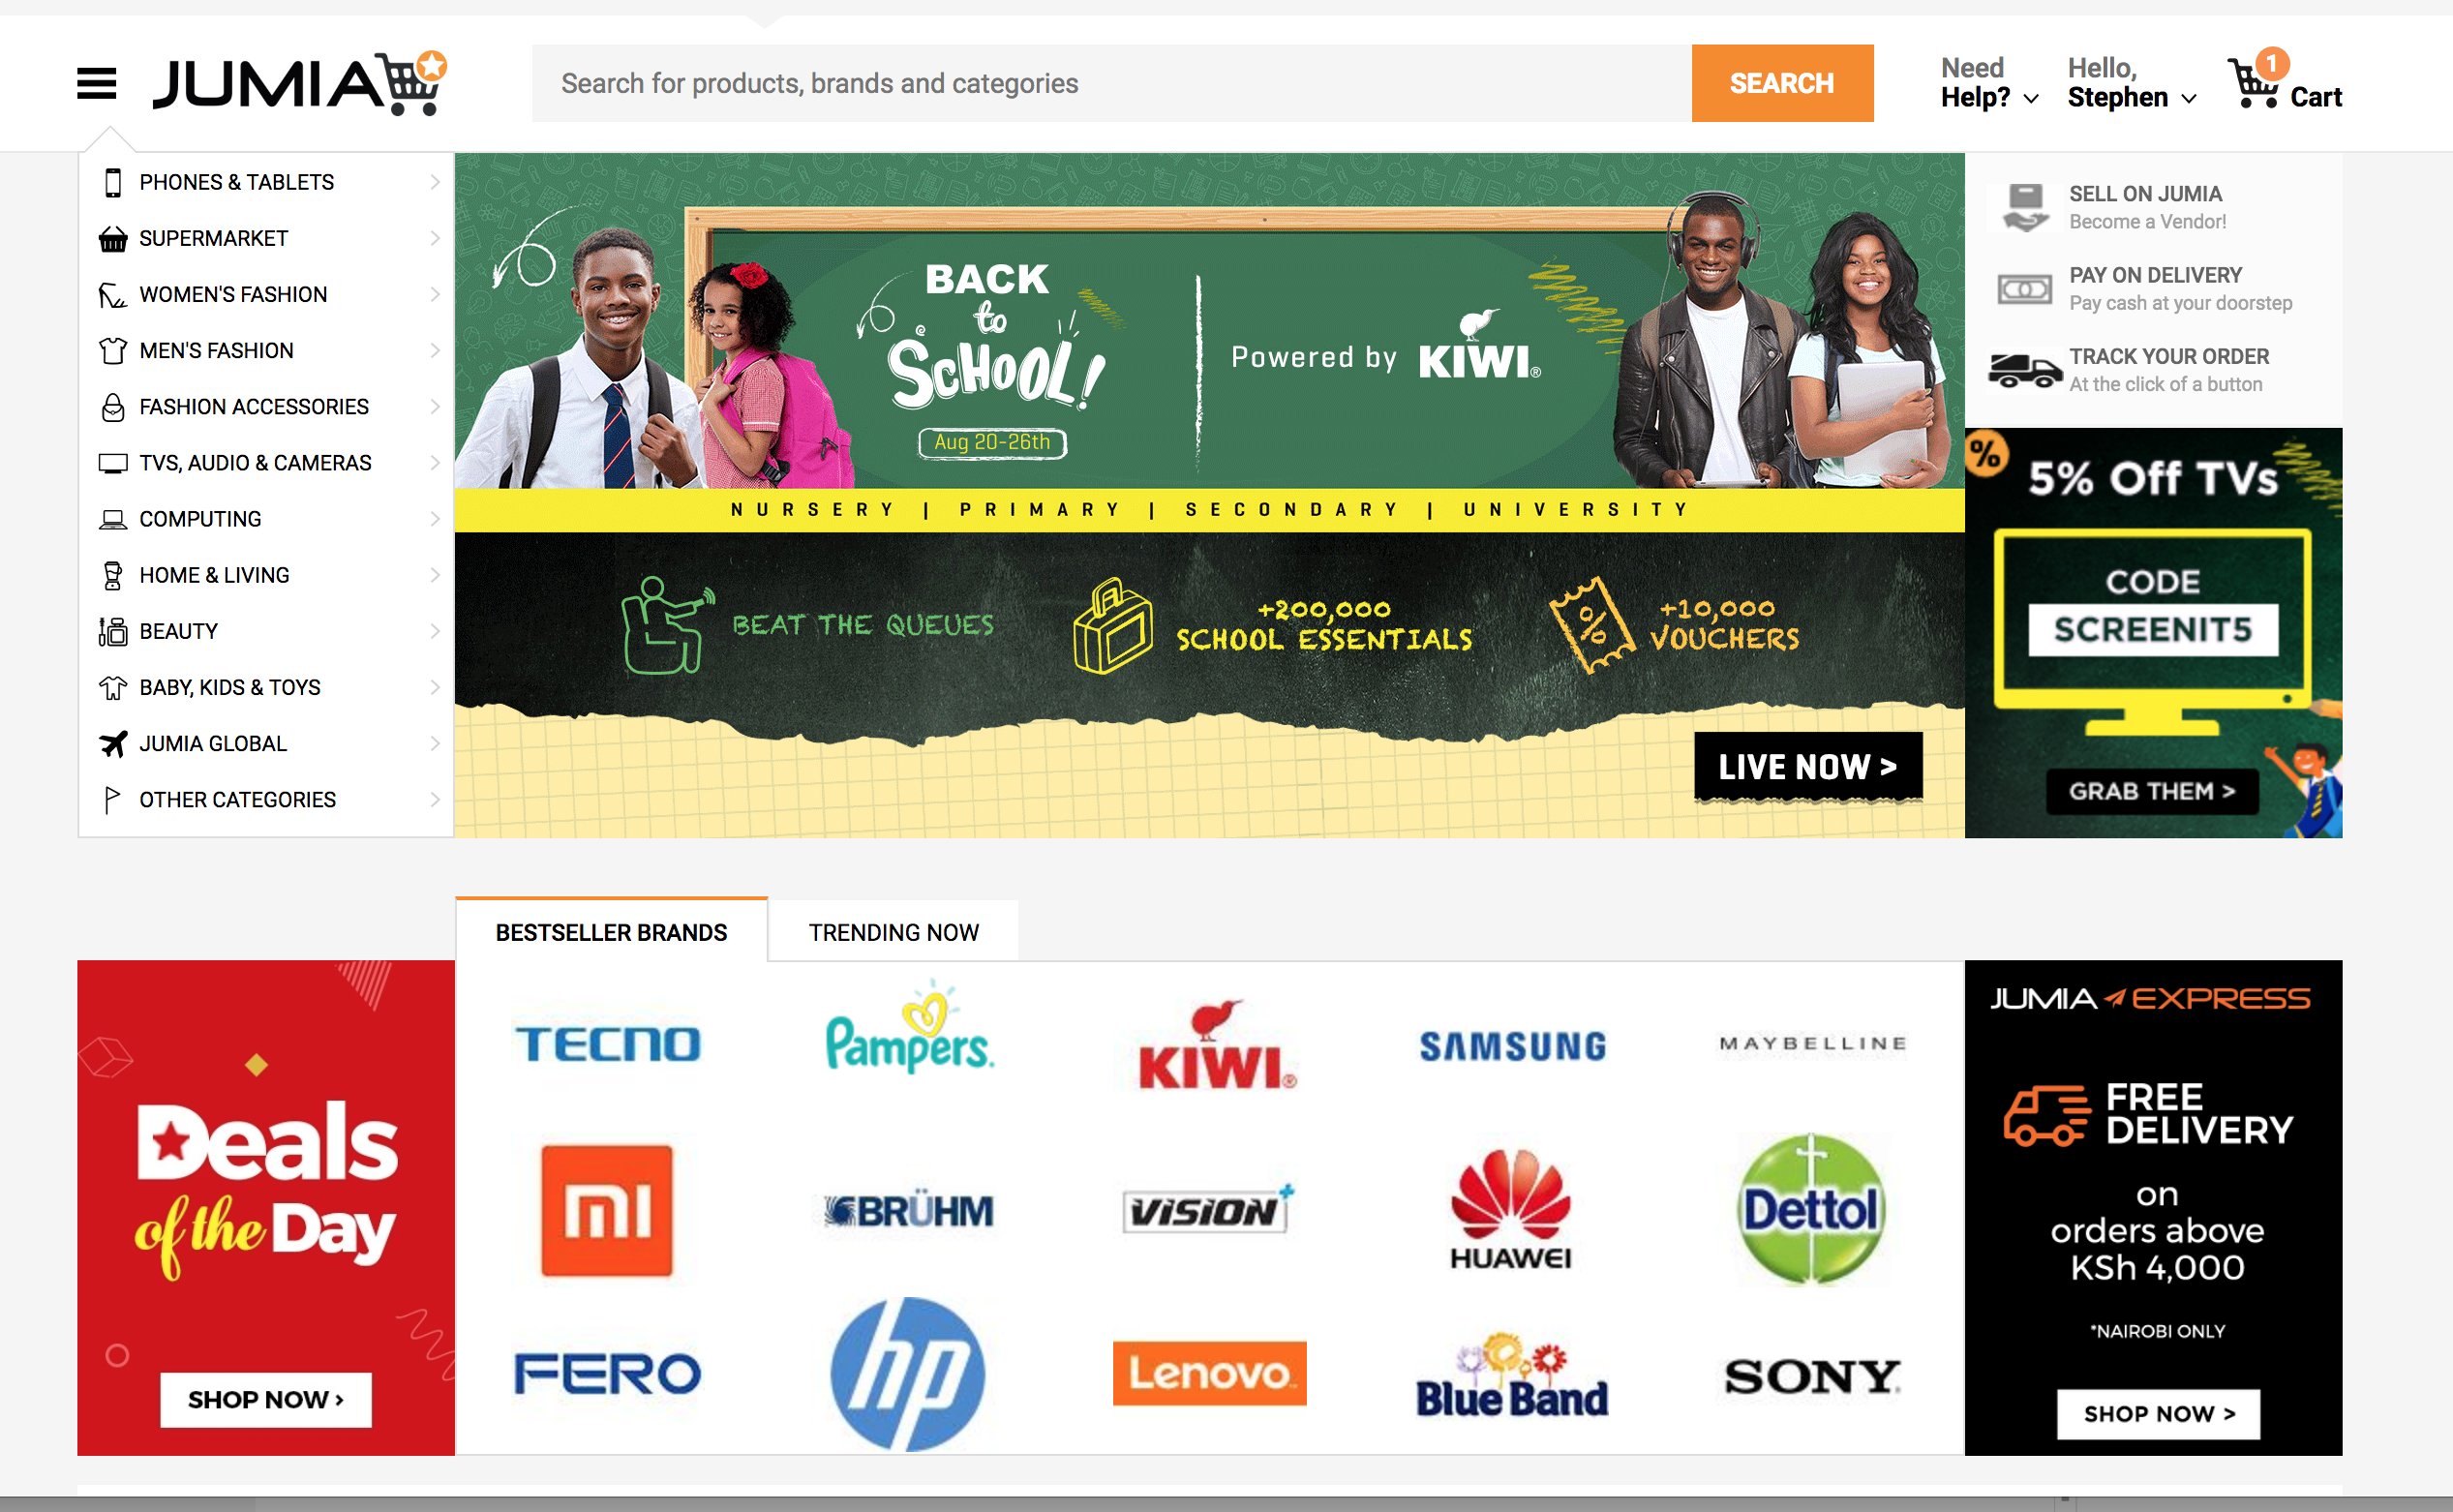 JUMIA
Search for products, brands and categories
SEARCH
Need
Help?
Hello,
Stephen
1
Cart
PHONES & TABLETS
SUPERMARKET
WOMEN'S FASHION
MEN'S FASHION
FASHION ACCESSORIES
TVS, AUDIO & CAMERAS
COMPUTING
HOME & LIVING
BEAUTY
BABY, KIDS & TOYS
JUMIA GLOBAL
OTHER CATEGORIES
BACK
to
SCHOOL!
Aug 20-26th
Powered by KIWI®
NURSERY | PRIMARY | SECONDARY | UNIVERSITY
BEAT THE QUEUES
+200,000
SCHOOL ESSENTIALS
%
+10,000
VOUCHERS
LIVE NOW >
SELL ON JUMIA
Become a Vendor!
PAY ON DELIVERY
Pay cash at your doorstep
TRACK YOUR ORDER
At the click of a button
%
5% Off TVs
CODE
SCREENIT5
GRAB THEM >
BESTSELLER BRANDS
TRENDING NOW
Deals
of the Day
SHOP NOW ›
TECNO
Pampers.
KIWI®
SAMSUNG
MAYBELLINE
mi
BRÜHM
VISION+
HUAWEI
Dettol
FERO
hp
Lenovo
Blue Band
SONY
JUMIA EXPRESS
FREE
DELIVERY
on
orders above
KSh 4,000
*NAIROBI ONLY
SHOP NOW >